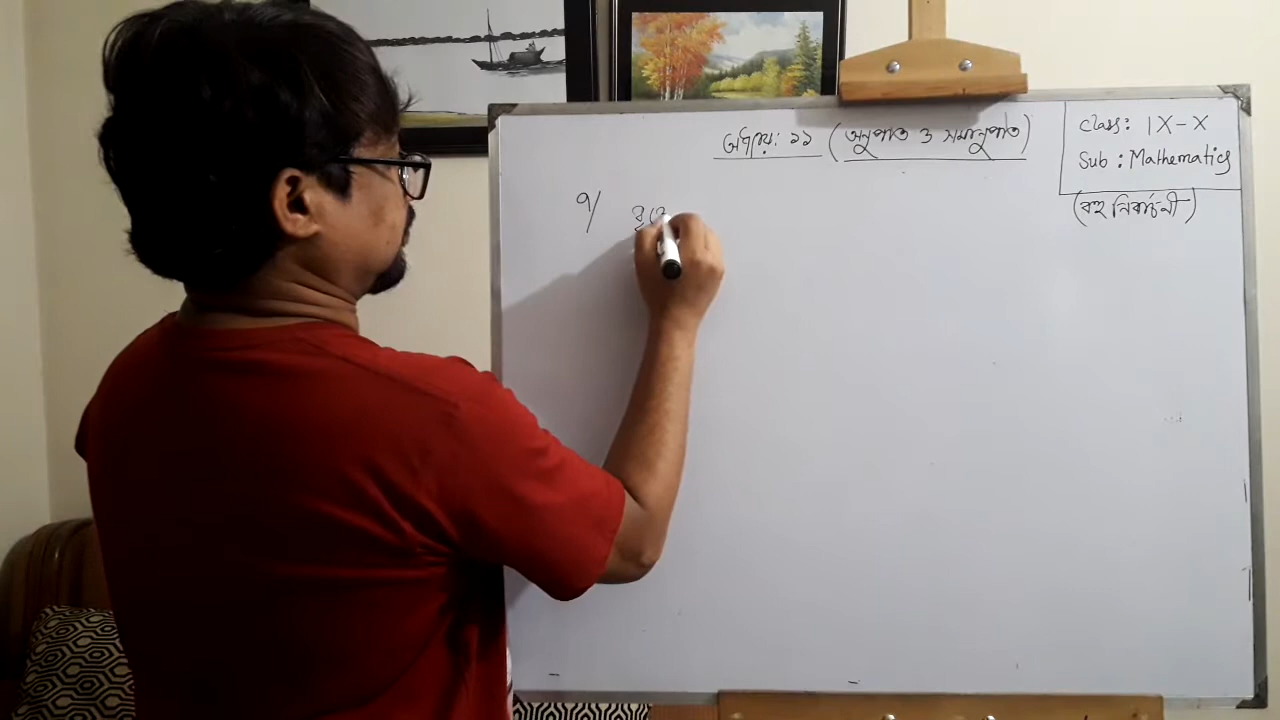 অধ্যায়: ১১ (অনুপাত ও সমানুপাত)
Class: IX-X
Sub: Mathematics
(বহু নির্বাচনী)
৭/